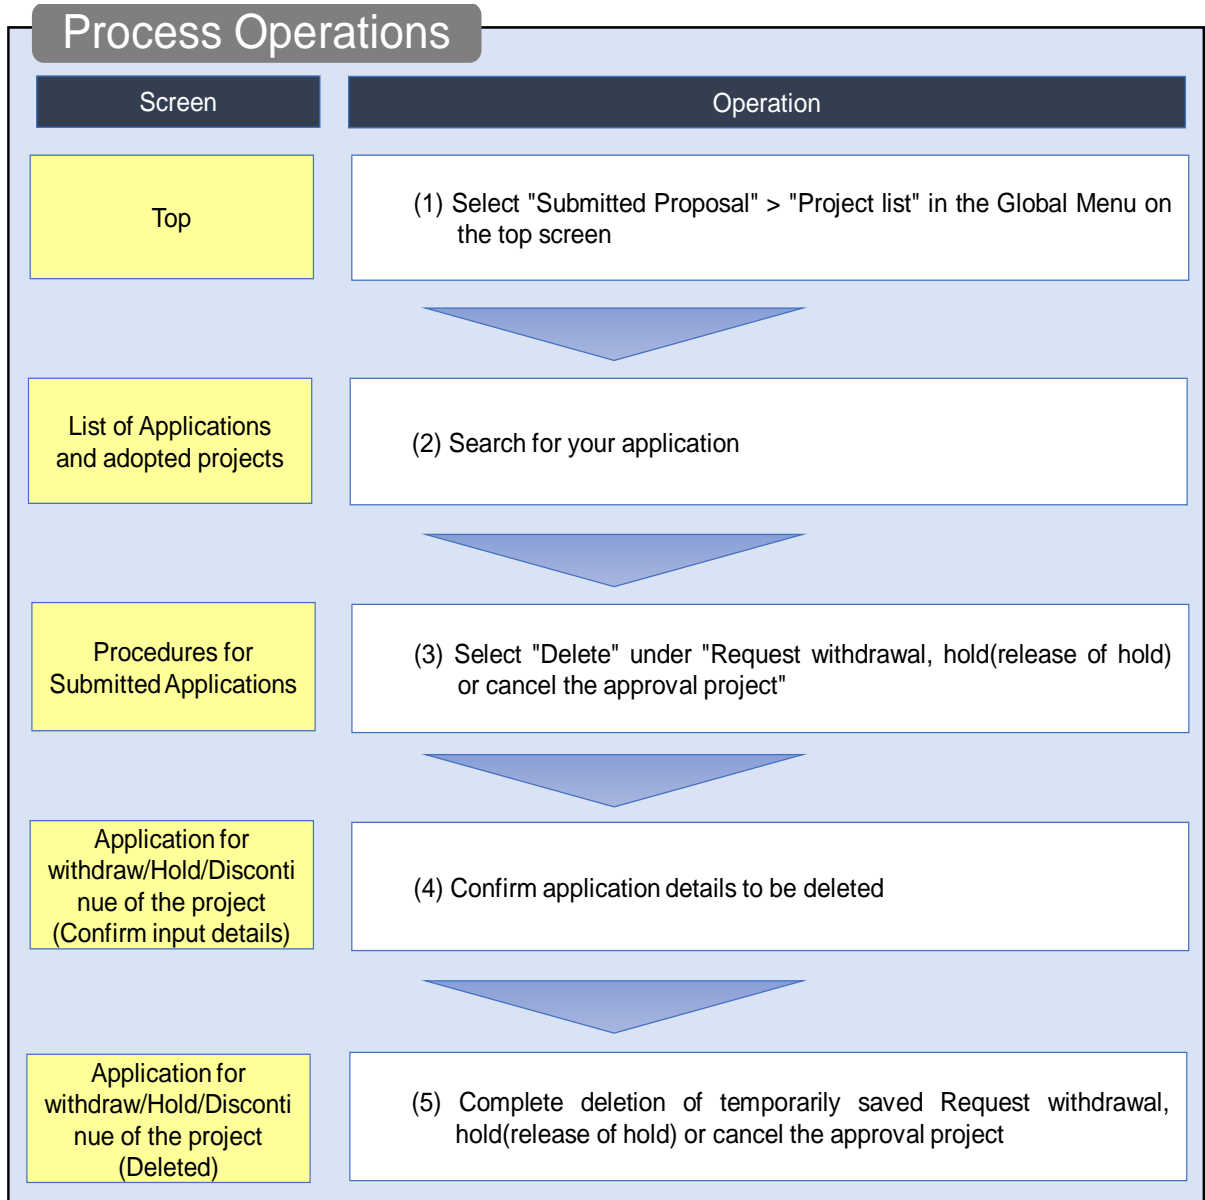 Process Operations
Screen
Operation
Top
(1) Select "Submitted Proposal" > "Project list" in the Global Menu on
the top screen
List of Applications
and adopted projects
(2) Search for your application
Procedures for
Submitted Applications
(3) Select "Delete" under "Request withdrawal, hold(release of hold)
or cancel the approval project"
Application for
withdraw/Hold/Disconti
nue of the project
(Confirm input details)
(4) Confirm application details to be deleted
Application for
withdraw/Hold/Disconti
nue of the project
(Deleted)
(5) Complete deletion of temporarily saved Request withdrawal,
hold(release of hold) or cancel the approval project